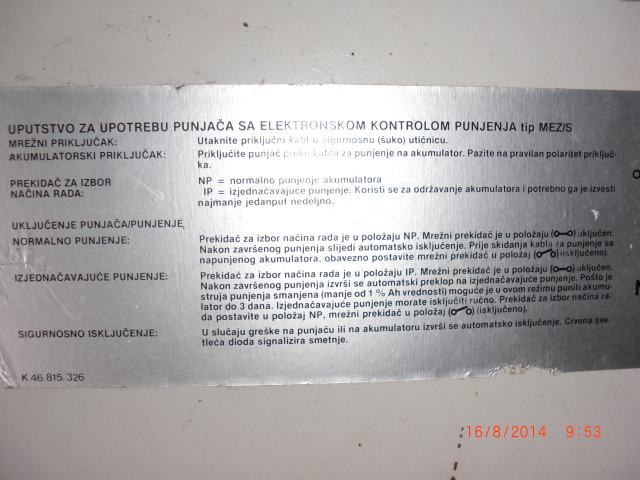 UPUTSTVO ZA UPOTREBU PUNJAČA SA ELEKTRONSKOM KONTROLOM PUNJENJA tip MEZ/S
MREŽNI PRIKLJUČAK: Utaknite priključni kabl u sigurnosnu (šuko) utičnicu.
AKUMULATORSKI PRIKLJUČAK: Priključite punjač preko kabla za punjenje na akumulator. Pazite na pravilan polaritet priključ-
ka.
PREKIDAČ ZA IZBOR NP = normalno punjenje akumulatora
NAČINA RADA: IP = izjednačavajuće punjenje. Koristi se za održavanje akumulatora i potrebno ga je izvesti
najmanje jedanput nedeljno.
UKLJUČENJE PUNJAČA/PUNJENJE
NORMALNO PUNJENJE: Prekidač za izbor načina rada je u položaju NP. Mrežni prekidač je u položaju () uključen.
Nakon završenog punjenja slijedi automatsko isključenje. Prije skidanja kabla za punjenje sa
napunjenog akumulatora, obavezno postavite mrežni prekidač u položaj () (isključeno).
IZJEDNAČAVAJUĆE PUNJENJE: Prekidač za izbor načina rada je u položaju IP. Mrežni prekidač je u položaju () uključen.
Nakon završenog punjenja izvrši se automatski preklop na izjednačavajuće punjenje. Pošto je
struja punjenja smanjena (manje od 1 % Ah vrednosti) moguće je u ovom režimu puniti akumu-
lator do 3 dana. Izjednačavajuće punjenje morate isključiti ručno. Prekidač za izbor načina ra-
da postavite u položaj NP, mrežni prekidač u položaj () (isključeno).
SIGURNOSNO ISKLJUČENJE: U slučaju greške na punjaču ili na akumulatoru izvrši se automatsko isključenje. Crvena sve-
tleća dioda signalizira smetnje.
K 46.815.326
16/8/2014 9:53